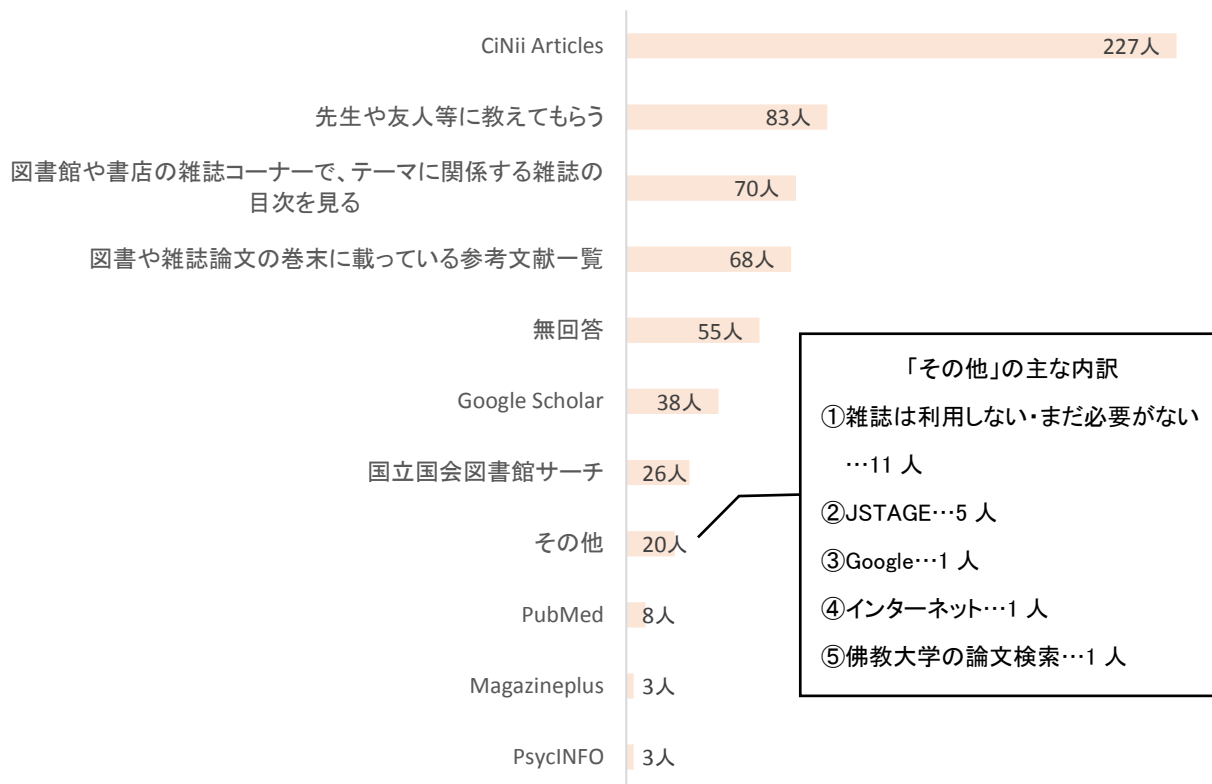 CiNii Articles
227人
先生や友人等に教えてもらう
83人
図書館や書店の雑誌コーナーで、テーマに関係する雑誌の
目次を見る
70人
図書や雑誌論文の巻末に載っている参考文献一覧
68人
無回答
55人
Google Scholar
38人
国立国会図書館サーチ
26人
その他
20人
PubMed
8人
Magazineplus
3人
PsycINFO
3人
「その他」の主な内訳
①雑誌は利用しない・まだ必要がない
…11 人
②JSTAGE…5 人
③Google…1 人
④インターネット…1 人
⑤佛教大学の論文検索…1 人